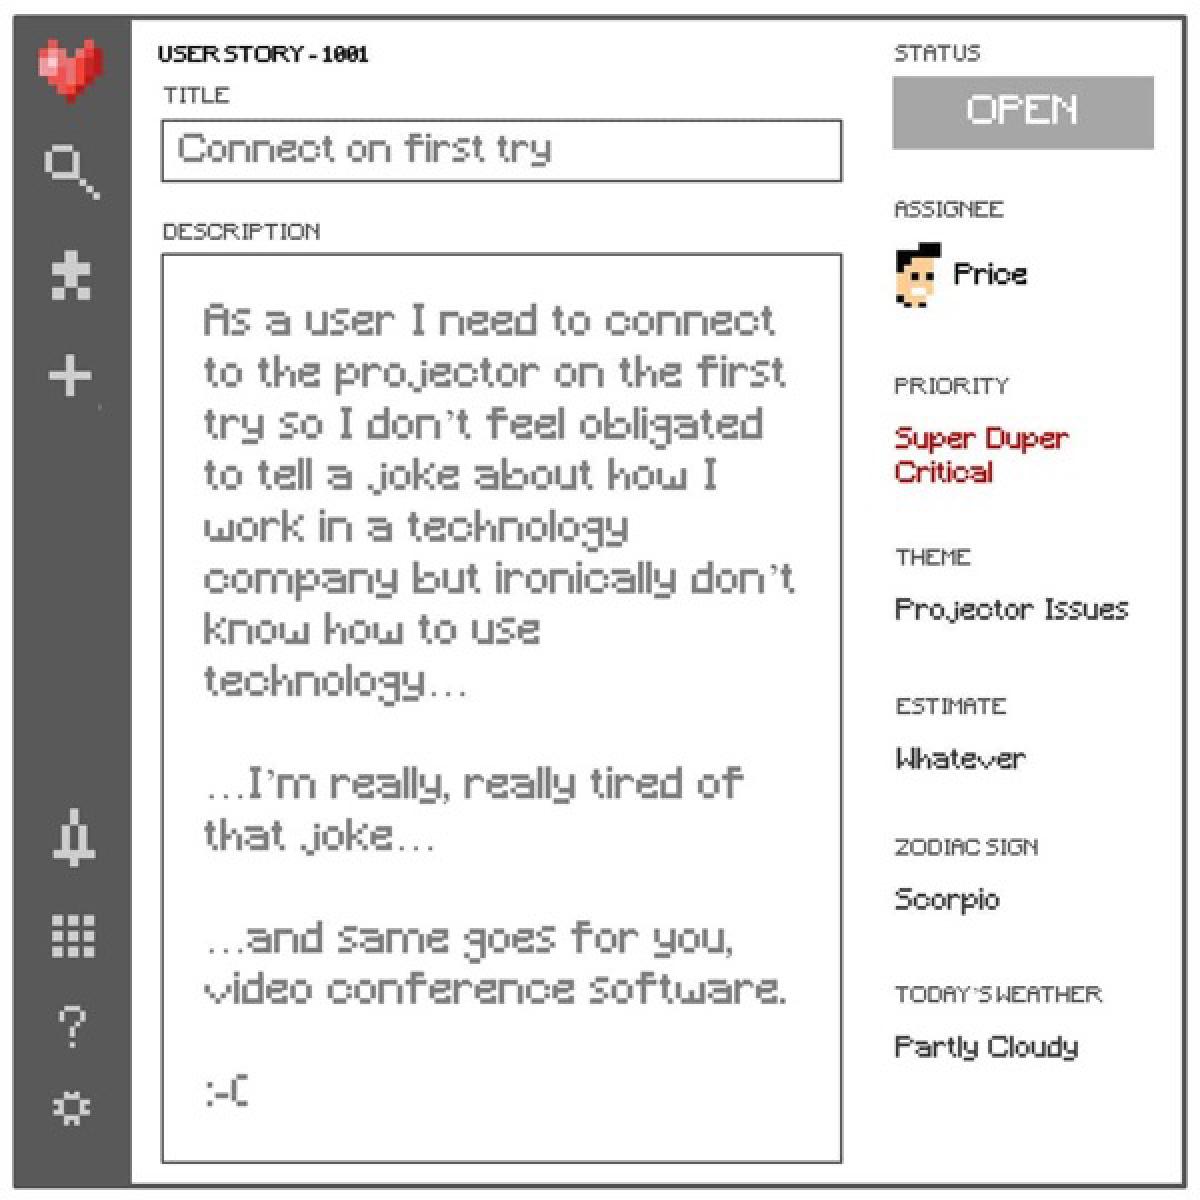 USER STORY - 1001
TITLE
Connect on first try
DESCRIPTION
As a user I need to connect
to the projector on the first
try so I don't feel obligated
to tell a joke about how I
work in a technology
company but ironically don't
know how to use
technology...
...I'm really, really tired of
that joke...
...and same goes for you,
video conference software.
:-C
STATUS
OPEN
ASSIGNEE
Price
PRIORITY
Super Duper
Critical
THEME
Projector Issues
ESTIMATE
Whatever
ZODIAC SIGN
Scorpio
TODAY'S WEATHER
Partly Cloudy